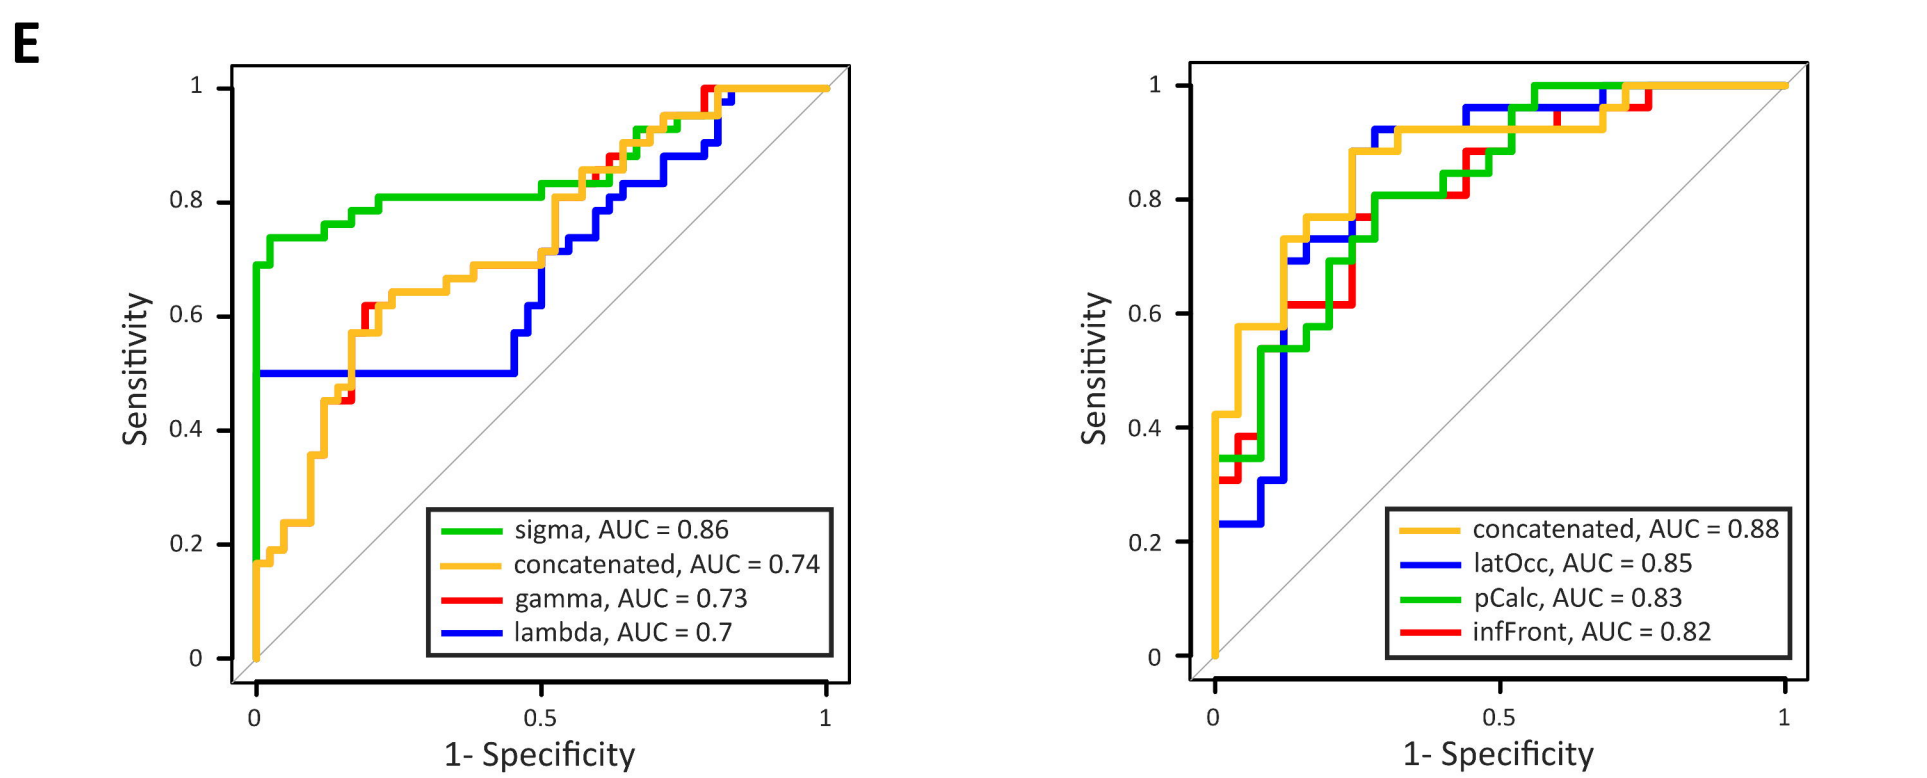 E
1
0.8
0.6
0.4
0.2
0
Sensitivity
0
0.5
1
1- Specificity
sigma, AUC = 0.86
concatenated, AUC = 0.74
gamma, AUC = 0.73
lambda, AUC = 0.7
1
0.8
0.6
0.4
0.2
0
Sensitivity
0
0.5
1
1- Specificity
concatenated, AUC = 0.88
latOcc, AUC = 0.85
pCalc, AUC = 0.83
infFront, AUC = 0.82